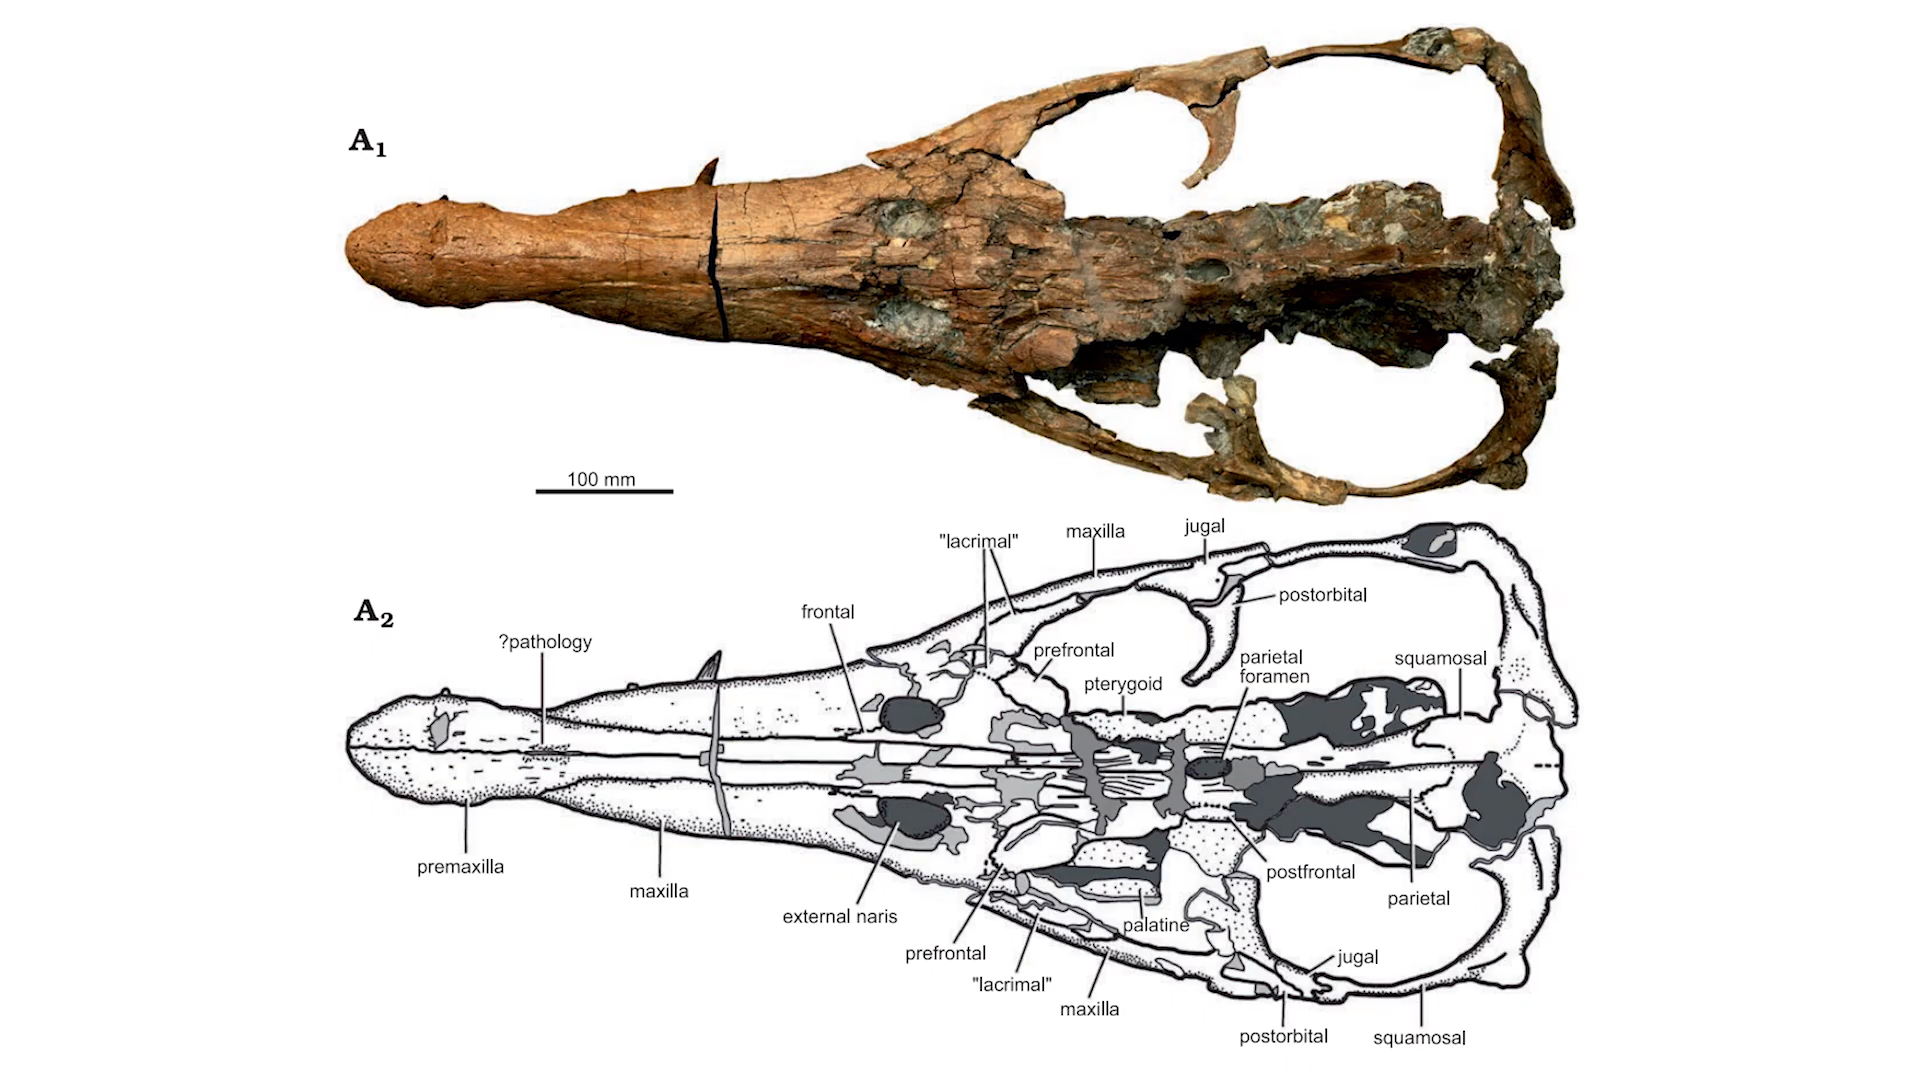 A1
100 mm
A2
"lacrimal"
maxilla
jugal
postorbital
frontal
?pathology
prefrontal
pterygoid
parietal
foramen
squamosal
premaxilla
maxilla
external naris
prefrontal
"lacrimal"
maxilla
palatine
postfrontal
parietal
jugal
postorbital
squamosal